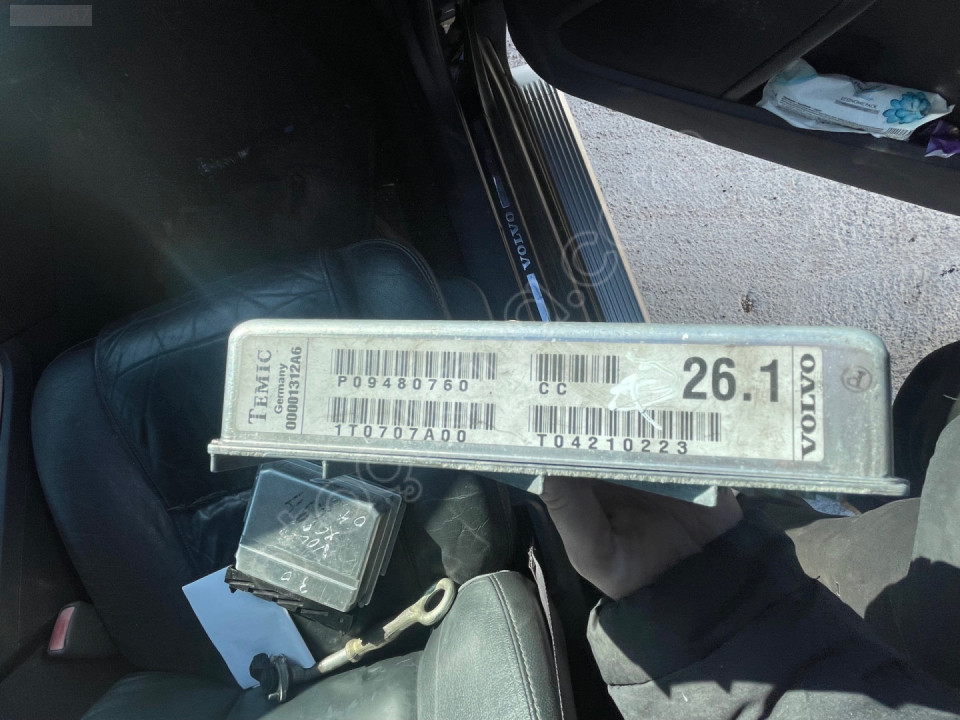 TEMIC
Germany
00001312A6
P09480760
1T0707A00
CC
T04210223
26.1
VOLVO
VOLVO